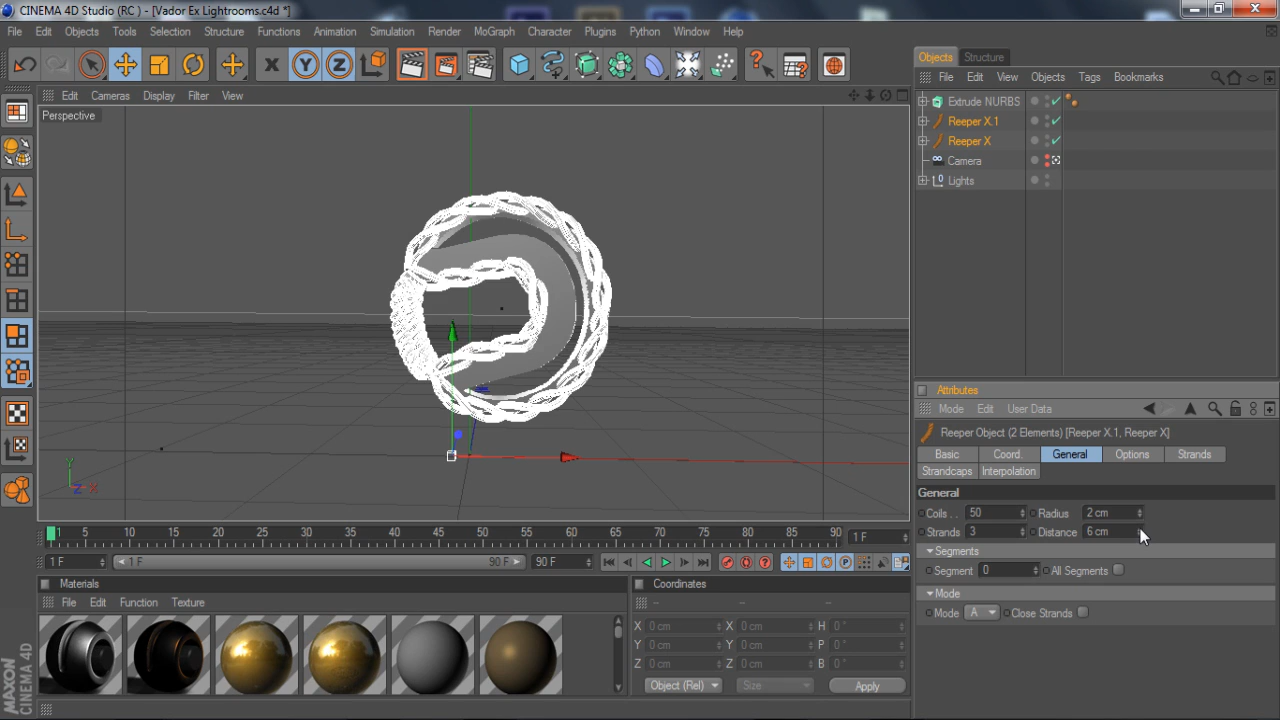 CINEMA 4D Studio (RC ) - [Vador Ex Lightrooms.c4d *]
File Edit Objects Tools Selection Structure Functions Animation Simulation Render MoGraph Character Plugins Python Window Help
Objects Structure
File Edit View Objects Tags Bookmarks
Edit Cameras Display Filter View
Perspective
Extrude NURBS
Reeper X.1
Reeper X
Camera
Lights
Attributes
Mode Edit User Data
Reeper Object (2 Elements) [Reeper X.1, Reeper X]
Basic Coord. General Options Strands
Strandcaps Interpolation
General
Coils . . 50 Radius 2 cm
Strands 3 Distance 6 cm
Segments
Segment 0 All Segments
Mode
Mode A Close Strands
Y
Z X
1 5 10 15 20 25 30 35 40 45 50 55 60 65 70 75 80 85 90 1 F
1 F 1 F 90 F 90 F
Materials
File Edit Function Texture
Coordinates
X 0 cm X 0 cm H 0 °
Y 0 cm Y 0 cm P 0 °
Z 0 cm Z 0 cm B 0 °
Object (Rel) Size Apply
MAXON
CINEMA 4D